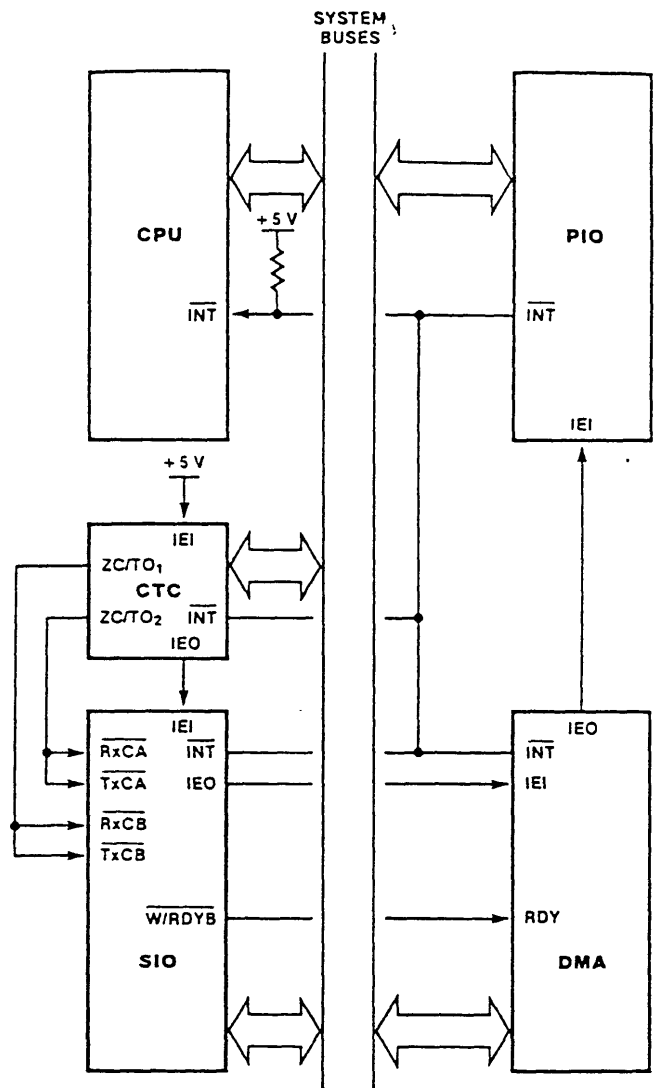 SYSTEM
BUSES
CPU
+5 V
INT
PIO
INT
IEI
+5 V
IEI
ZC/TO1
CTC
ZC/TO2 INT
IEO
IEI
RxCA INT
TxCA IEO
RxCB
TxCB
W/RDYB
SIO
IEO
INT
IEI
RDY
DMA